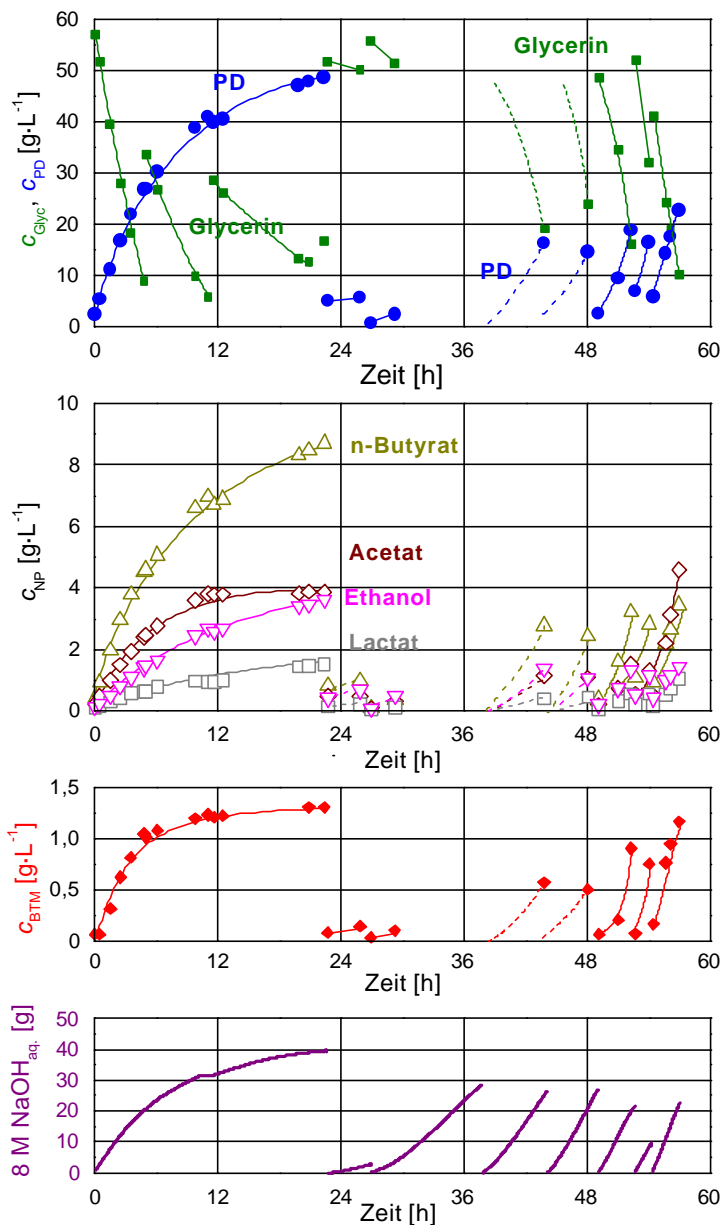 60
50
40
30
20
10
0
c_Glyc, c_PD [g·L⁻¹]
PD
Glycerin
Glycerin
PD
0 12 24 36 48 60
Zeit [h]
10
8
6
4
2
0
c_NP [g·L⁻¹]
n-Butyrat
Acetat
Ethanol
Lactat
0 12 24 36 48 60
Zeit [h]
1,5
1,0
0,5
0
c_BTM [g·L⁻¹]
0 12 24 36 48 60
Zeit [h]
50
40
30
20
10
0
8 M NaOH_aq. [g]
0 12 24 36 48 60
Zeit [h]